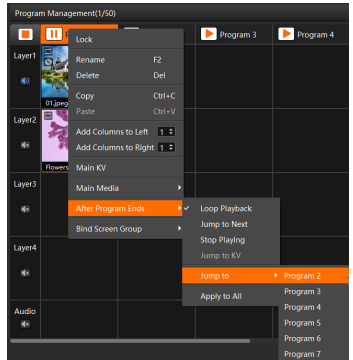 Program Management(1/50)
Program 3
Program 4
Layer1
01.jpeg
Layer2
Flowers
Layer3
Layer4
Audio
Lock
Rename F2
Delete Del
Copy Ctrl+C
Paste Ctrl+V
Add Columns to Left 1
Add Columns to Right 1
Main KV
Main Media
After Program Ends
Bind Screen Group
Loop Playback
Jump to Next
Stop Playing
Jump to KV
Jump to
Apply to All
Program 2
Program 3
Program 4
Program 5
Program 6
Program 7